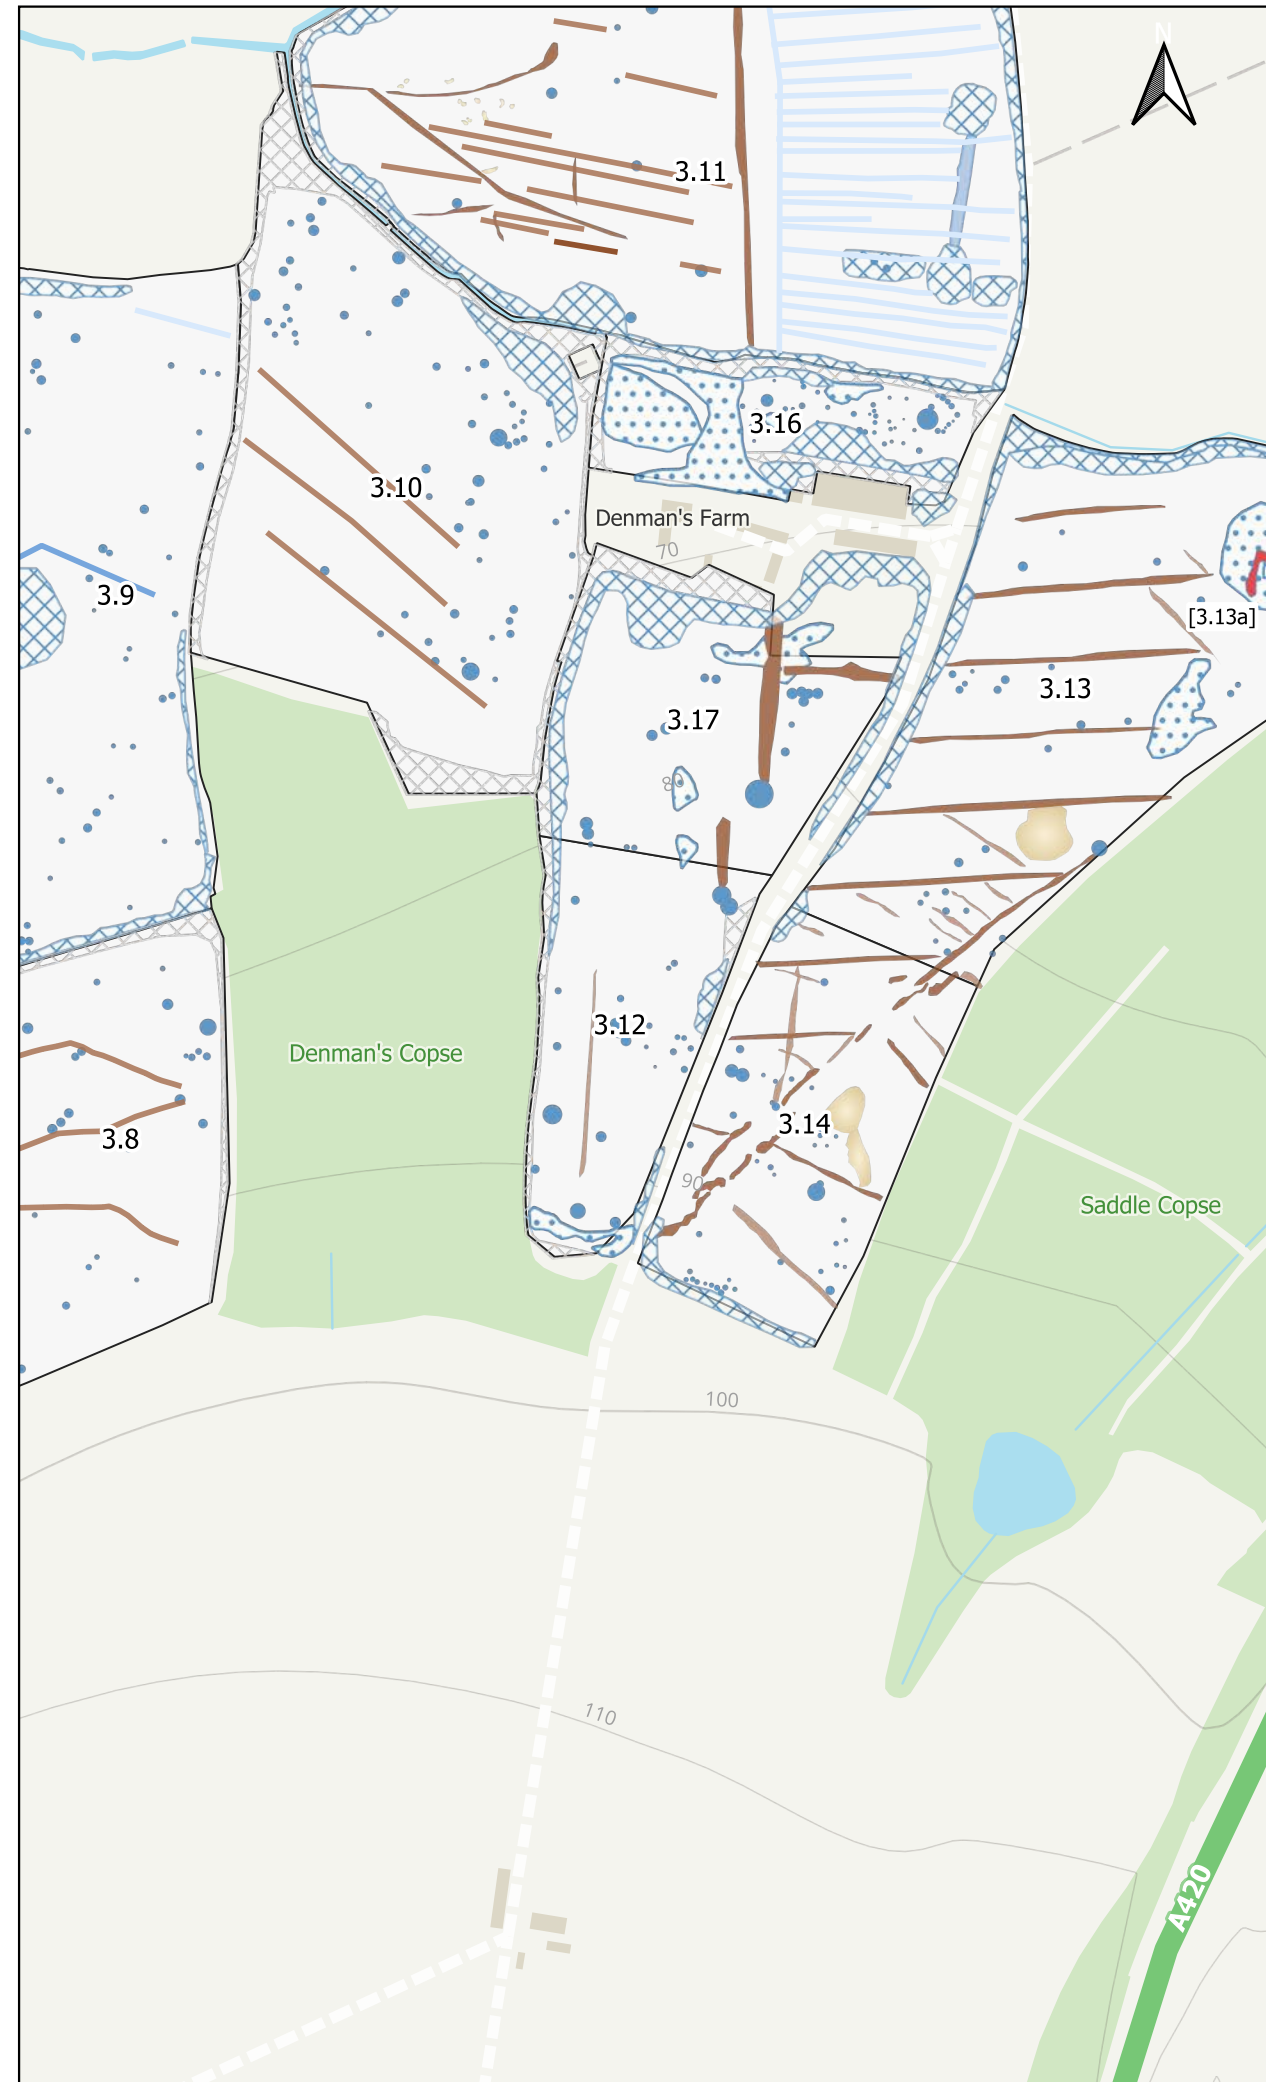 N
3.11
3.16
3.10
Denman's Farm
70
3.9
[3.13a]
3.13
3.17
80
3.12
Denman's Copse
3.14
3.8
90
Saddle Copse
100
110
A420